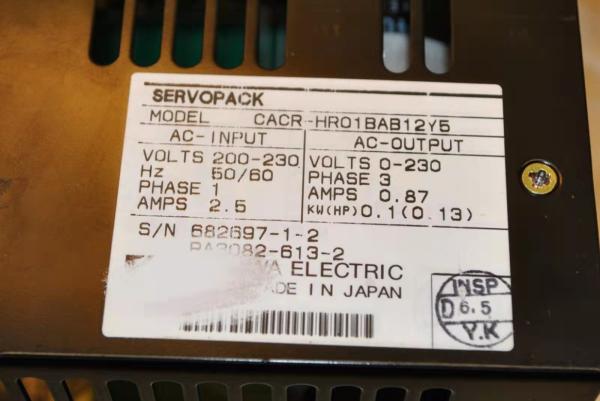 SERVOPACK
MODEL CACR-HR01BAB12Y5
AC-INPUT
VOLTS 200-230
Hz 50/60
PHASE 1
AMPS 2.5
AC-OUTPUT
VOLTS 0-230
PHASE 3
AMPS 0.87
KW(HP) 0.1(0.13)
S/N 682697-1-2
ELECTRIC
IN JAPAN
INSP
D 6.5
Y.K